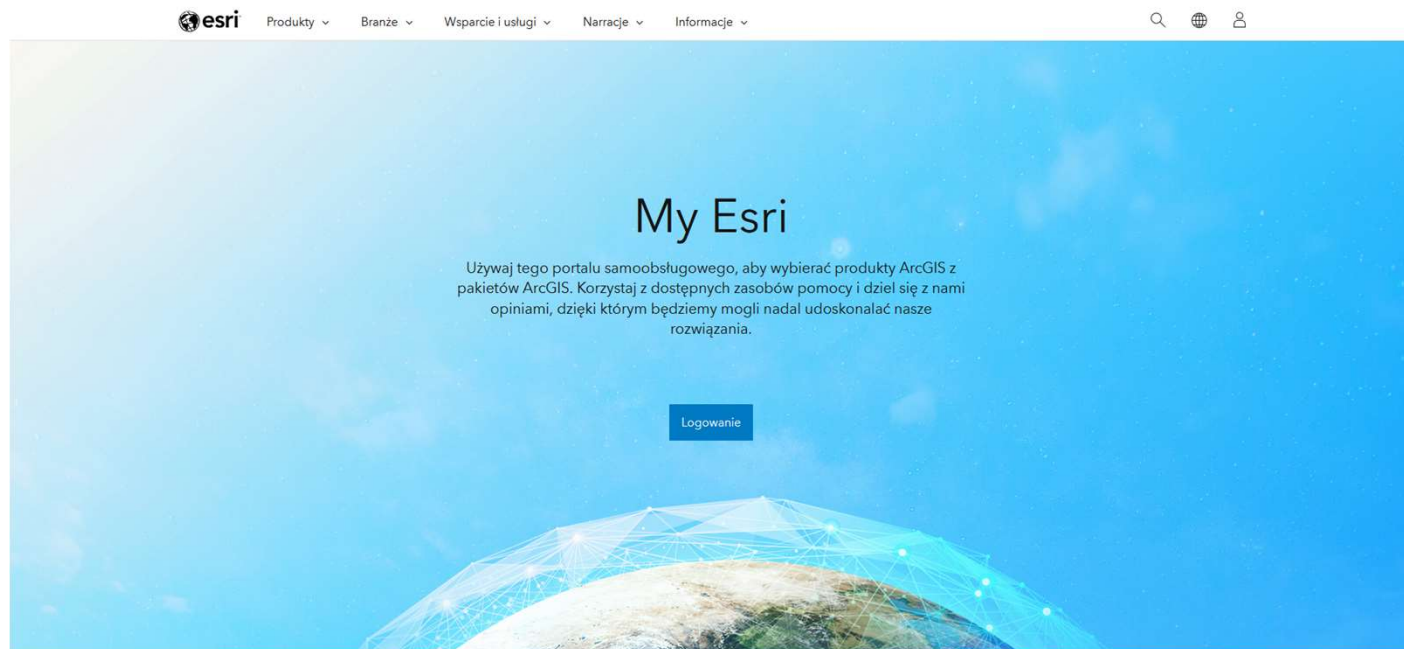 esri Produkty Branże Wsparcie i usługi Narracje Informacje
My Esri
Używaj tego portalu samoobsługowego, aby wybierać produkty ArcGIS z
pakietów ArcGIS. Korzystaj z dostępnych zasobów pomocy i dziel się z nami
opiniami, dzięki którym będziemy mogli nadal udoskonalać nasze
rozwiązania.
Logowanie